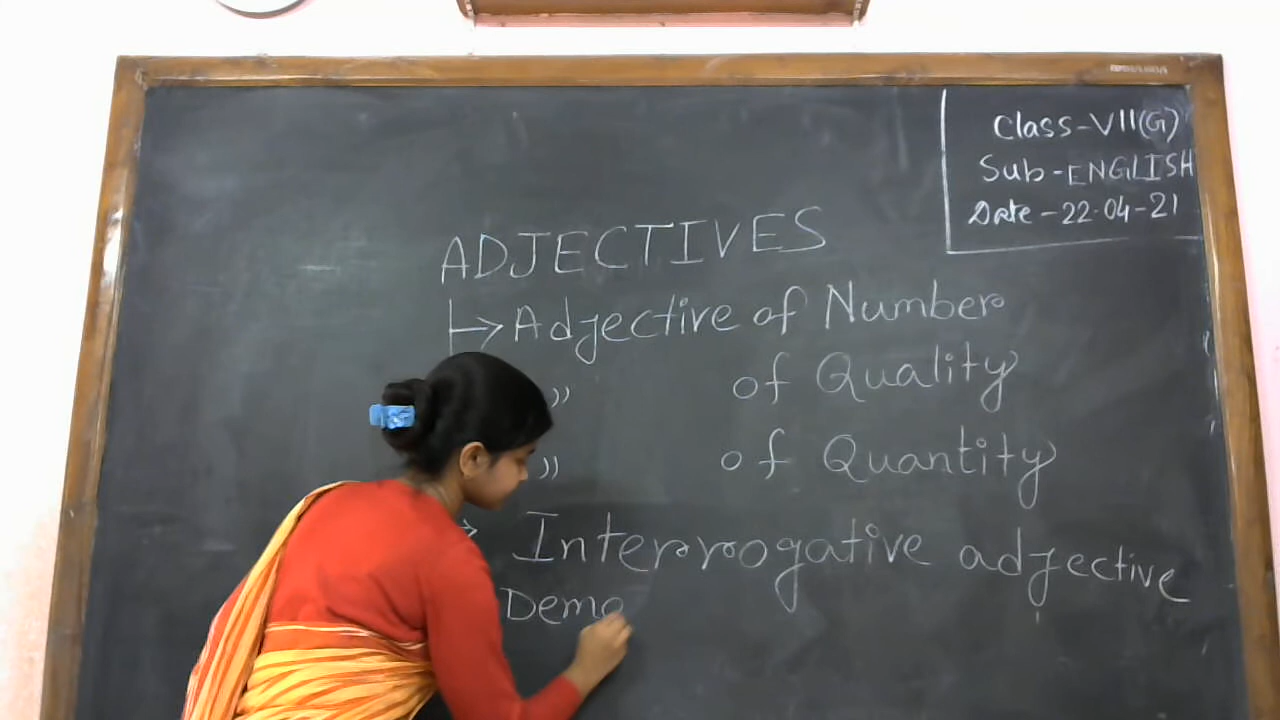 Class-VII(G)
Sub-ENGLISH
Date-22.04-21
ADJECTIVES
→ Adjective of Number
" of Quality
" of Quantity
→ Interrogative adjective
Demo